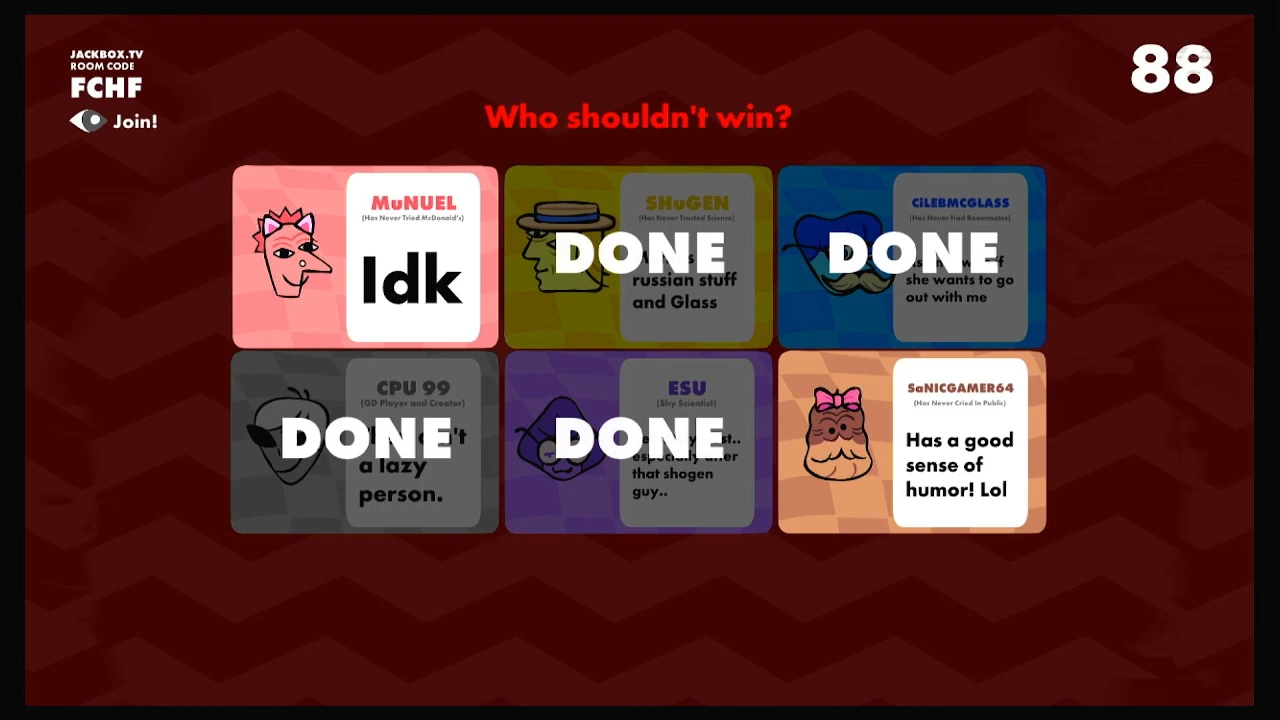 JACKBOX.TV
ROOM CODE
FCHF
Join!
88
Who shouldn't win?
MuNUEL
(Has Never Tried McDonald's)
Idk
SHuGEN
(Has Never Trusted Science)
DONE
russian stuff
and Glass
CiLEBMCGLASS
(Has Never Had Roommates)
DONE
she wants to go
out with me
CPU 99
(GD Player and Creator)
DONE
a lazy
person.
ESU
(Shy Scientist)
DONE
especially after
that shogen
guy..
SaNICGAMER64
(Has Never Cried In Public)
Has a good
sense of
humor! Lol